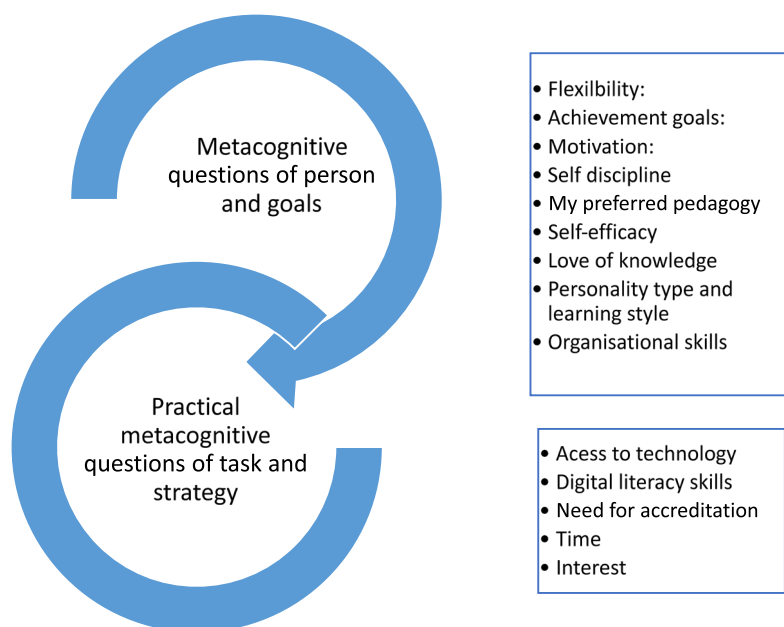 Metacognitive
questions of person
and goals
Practical
metacognitive
questions of task and
strategy
• Flexilbility:
• Achievement goals:
• Motivation:
• Self discipline
• My preferred pedagogy
• Self-efficacy
• Love of knowledge
• Personality type and
learning style
• Organisational skills
• Acess to technology
• Digital literacy skills
• Need for accreditation
• Time
• Interest